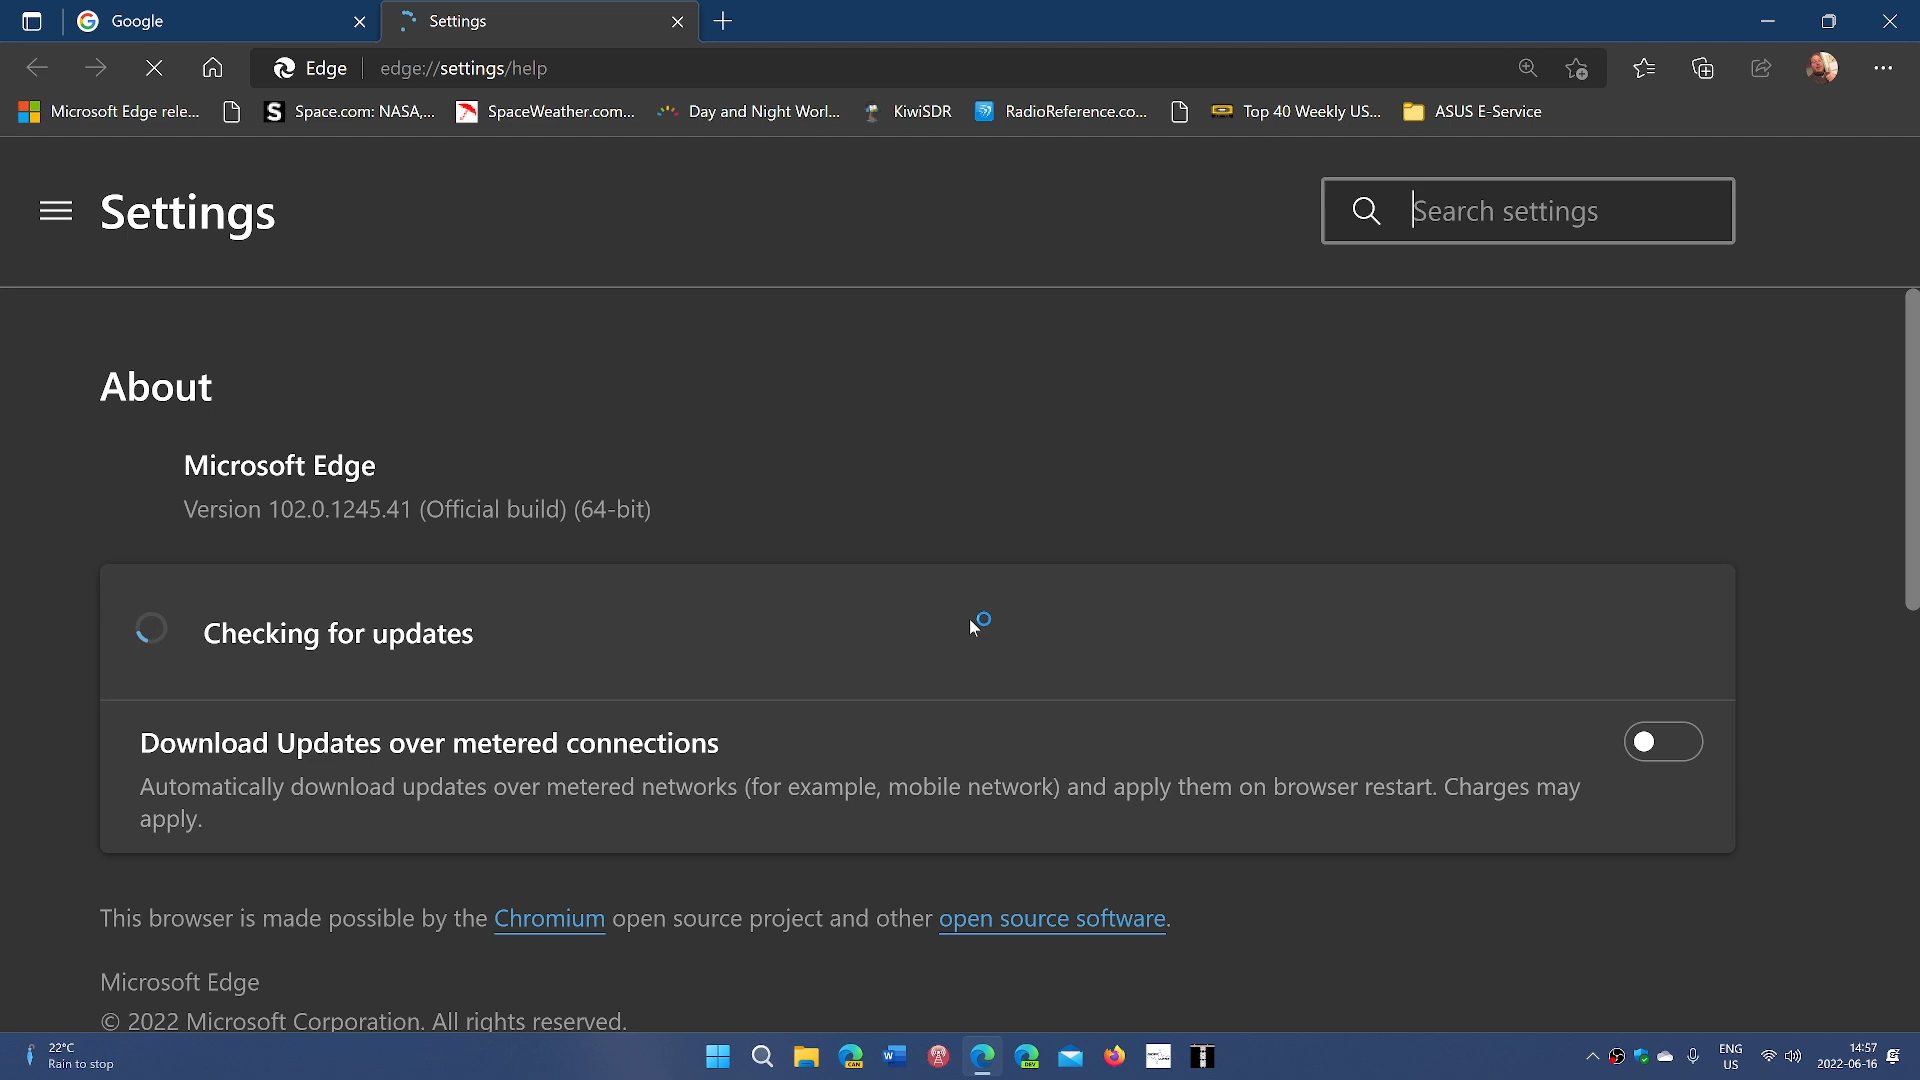 Google
Settings
Edge
edge://settings/help
Microsoft Edge rele...
S Space.com: NASA,...
SpaceWeather.com...
Day and Night Worl...
KiwiSDR
RadioReference.co...
Top 40 Weekly US...
ASUS E-Service
Settings
Search settings
About
Microsoft Edge
Version 102.0.1245.41 (Official build) (64-bit)
Checking for updates
Download Updates over metered connections
Automatically download updates over metered networks (for example, mobile network) and apply them on browser restart. Charges may
apply.
This browser is made possible by the Chromium open source project and other open source software.
Microsoft Edge
© 2022 Microsoft Corporation. All rights reserved.
22°C
Rain to stop
CAN
W
DEV
ENG
US
14:57
2022-06-16